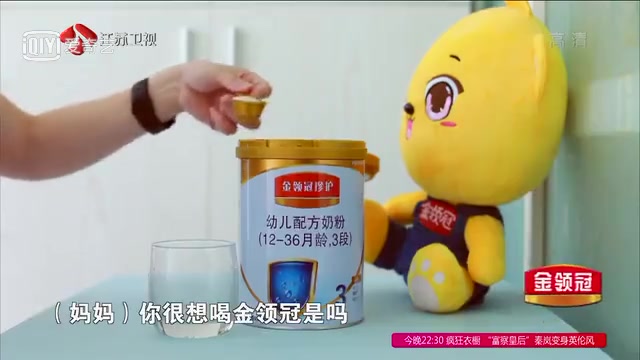 iQIYI 爱奇艺
江苏卫视
高清
金领冠珍护
幼儿配方奶粉
(12-36月龄,3段)
3
金领冠
金领冠
(妈妈)你很想喝金领冠是吗
今晚22:30 疯狂衣橱 “富察皇后”秦岚变身英伦风